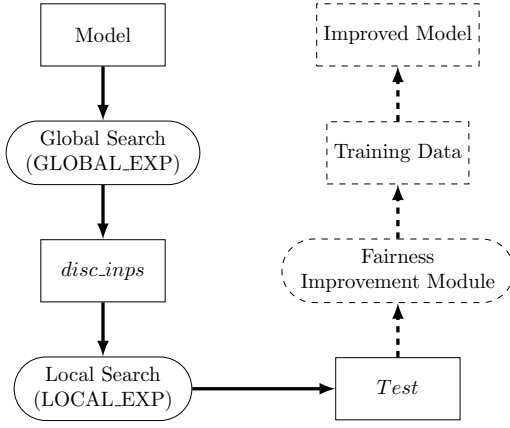 Model
Global Search
(GLOBAL_EXP)
disc_inps
Local Search
(LOCAL_EXP)
Test
Fairness
Improvement Module
Training Data
Improved Model